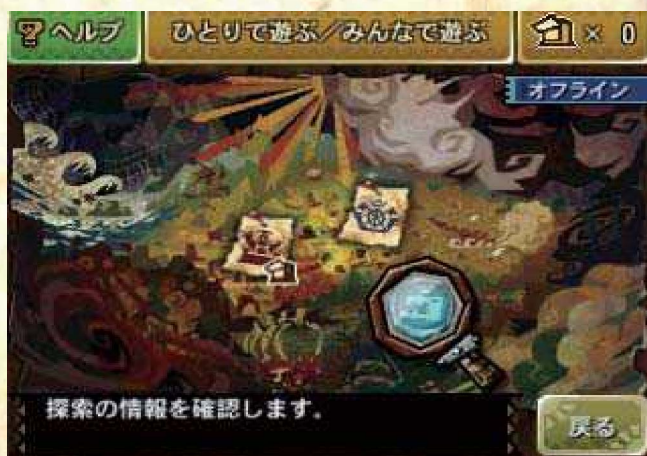 ? ヘルプ
ひとりで遊ぶ/みんなで遊ぶ
× 0
オフライン
探索の情報を確認します。
戻る